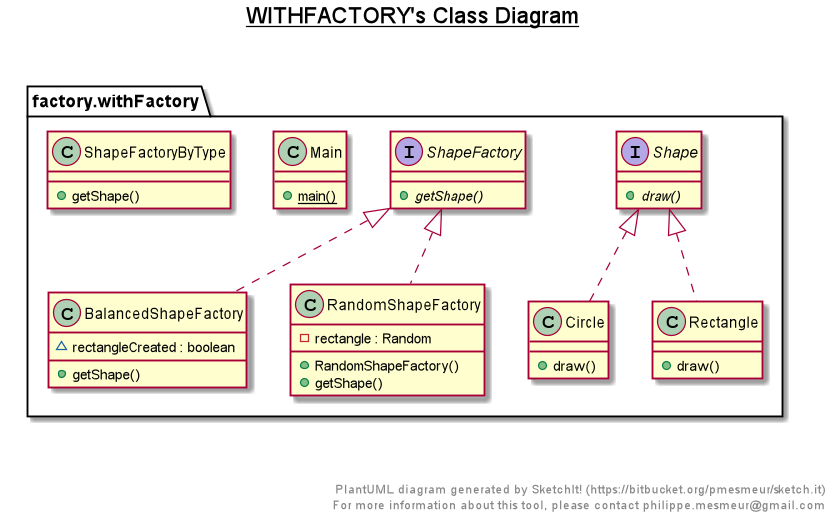 WITHFACTORY's Class Diagram
factory.withFactory
C ShapeFactoryByType
getShape()
C Main
main()
I ShapeFactory
getShape()
I Shape
draw()
C BalancedShapeFactory
rectangleCreated : boolean
getShape()
C RandomShapeFactory
rectangle : Random
RandomShapeFactory()
getShape()
C Circle
draw()
C Rectangle
draw()
PlantUML diagram generated by SketchIt! (https://bitbucket.org/pmesmeur/sketch.it)
For more information about this tool, please contact philippe.mesmeur@gmail.com